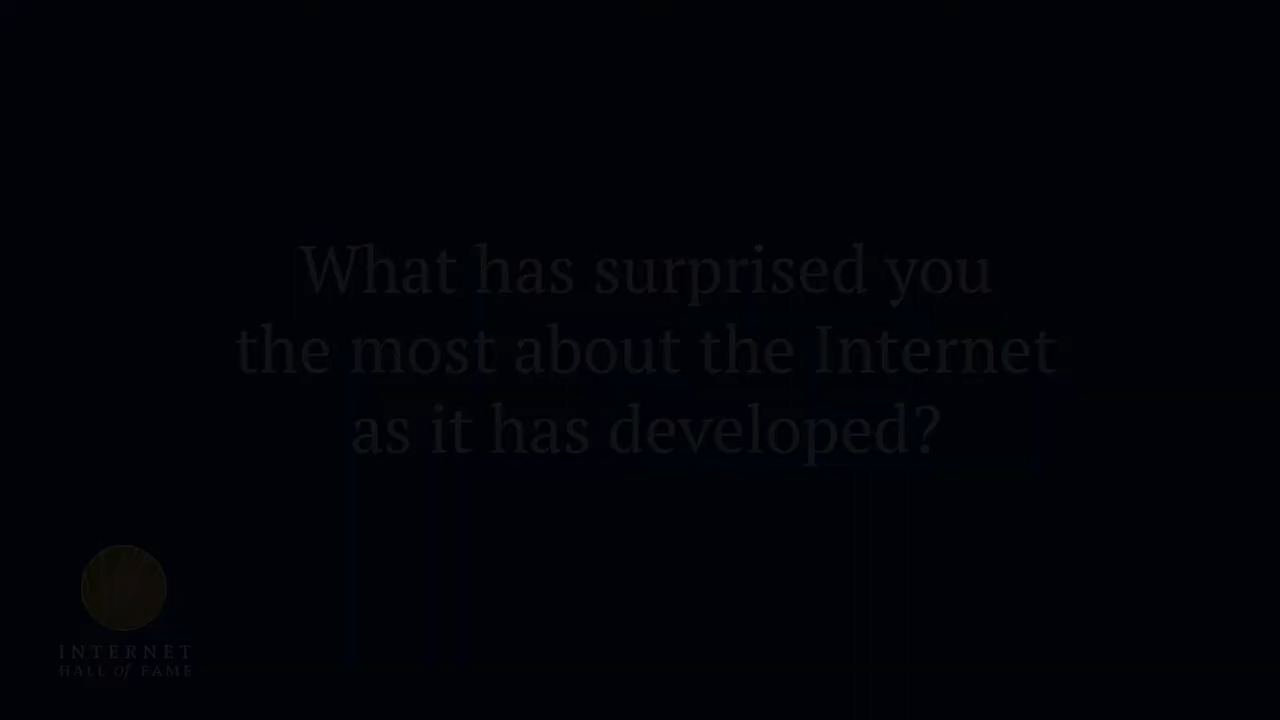 What has surprised you
the most about the Internet
as it has developed?
INTERNET
HALL of FAME